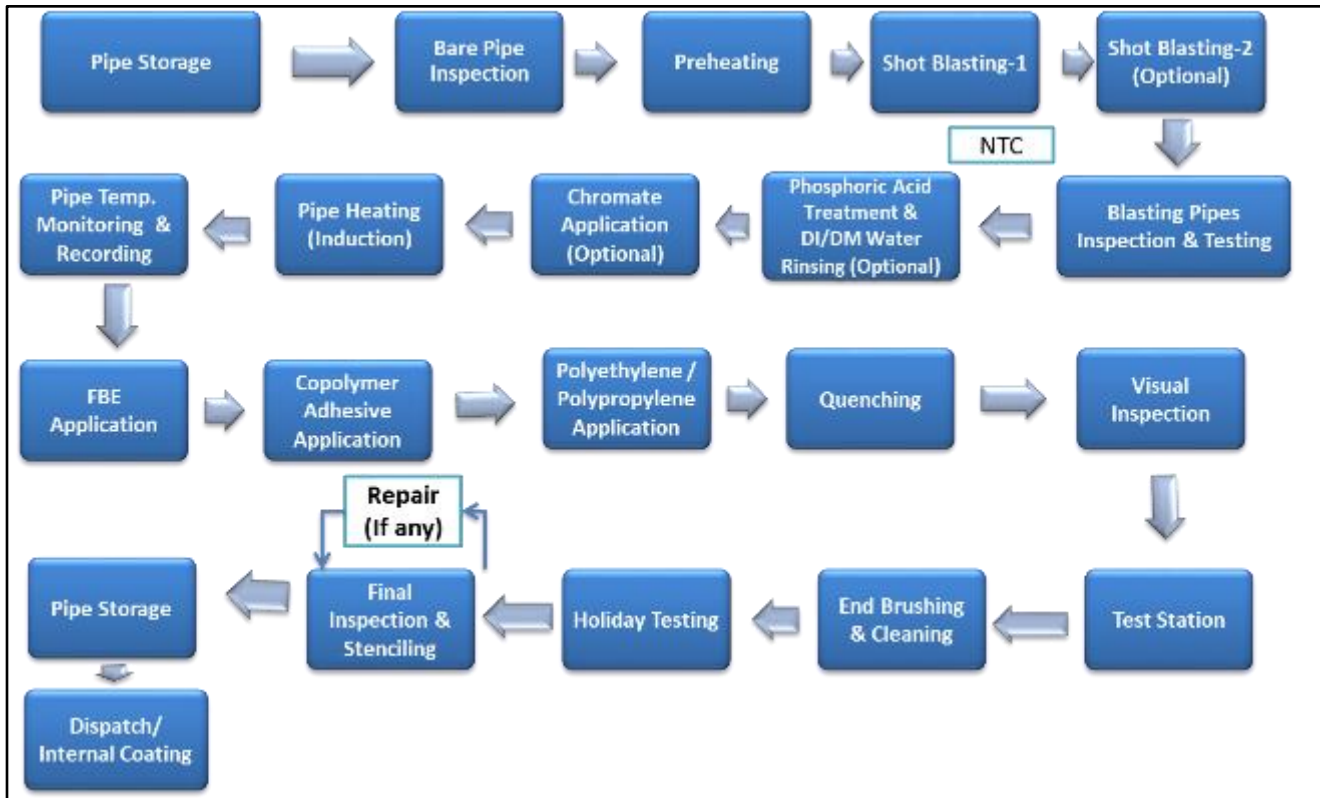 Pipe Storage
Bare Pipe
Inspection
Preheating
Shot Blasting-1
Shot Blasting-2
(Optional)
NTC
Blasting Pipes
Inspection & Testing
Phosphoric Acid
Treatment &
DI/DM Water
Rinsing (Optional)
Chromate
Application
(Optional)
Pipe Heating
(Induction)
Pipe Temp.
Monitoring &
Recording
FBE
Application
Copolymer
Adhesive
Application
Polyethylene /
Polypropylene
Application
Quenching
Visual
Inspection
Test Station
End Brushing
& Cleaning
Holiday Testing
Repair
(If any)
Final
Inspection &
Stenciling
Pipe Storage
Dispatch/
Internal Coating